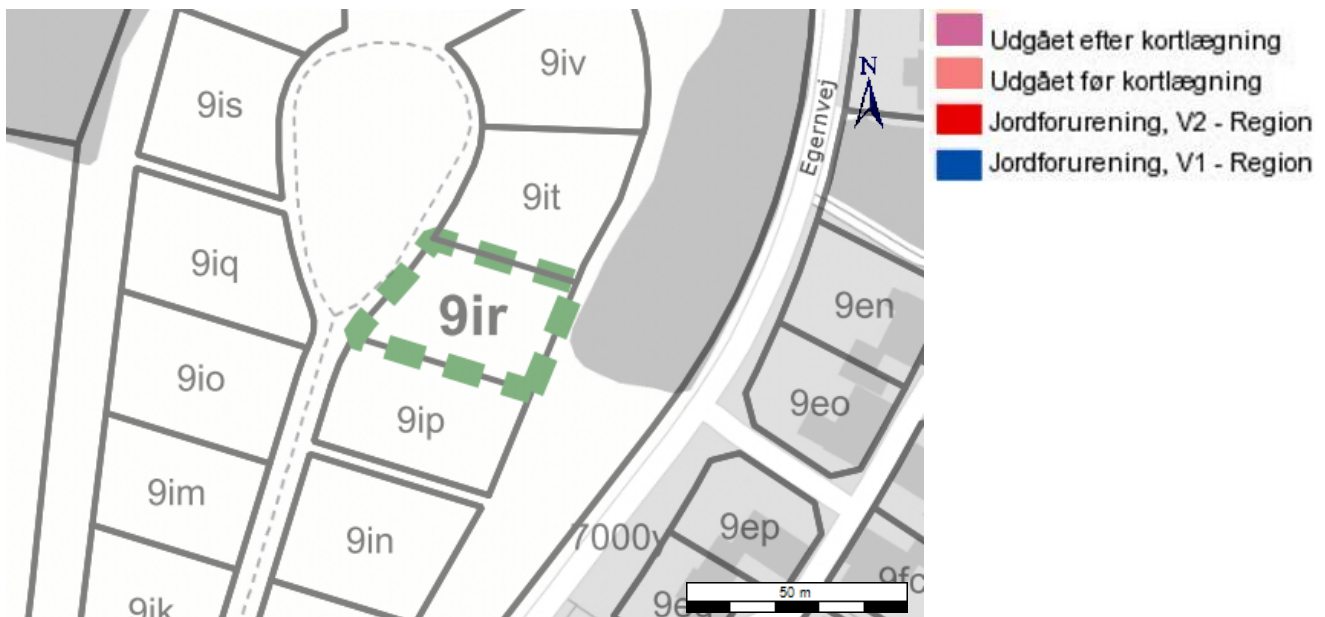 9iv
9is
9it
Egernvej
N
9iq
9ir
9en
9io
9eo
9ip
9im
9in
7000v
9ep
9ik
50 m
Udgået efter kortlægning
Udgået før kortlægning
Jordforurening, V2 - Region
Jordforurening, V1 - Region